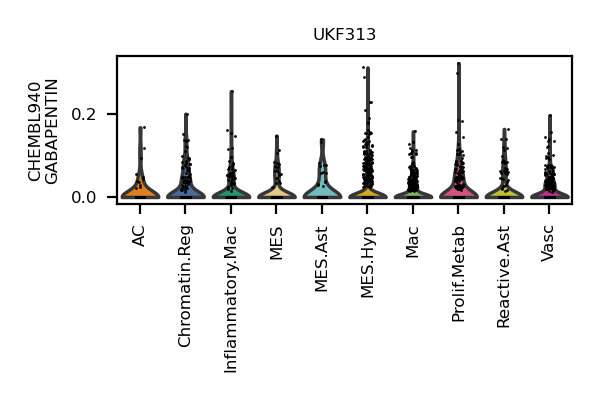 UKF313
CHEMBL940
GABAPENTIN
0.2
0.0
AC
Chromatin.Reg
Inflammatory.Mac
MES
MES.Ast
MES.Hyp
Mac
Prolif.Metab
Reactive.Ast
Vasc